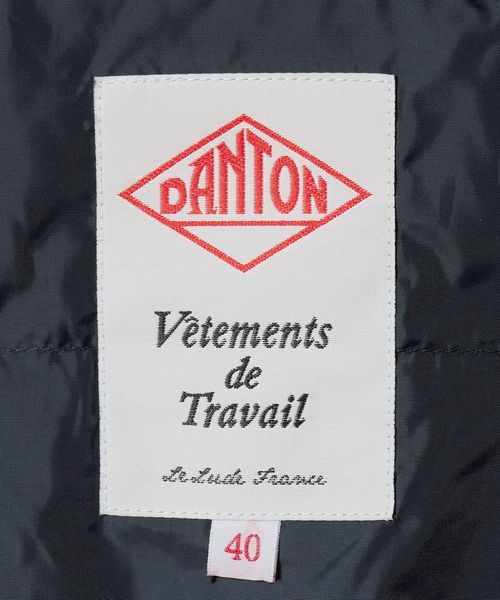 DANTON
Vêtements
de
Travail
Le Lude France
40